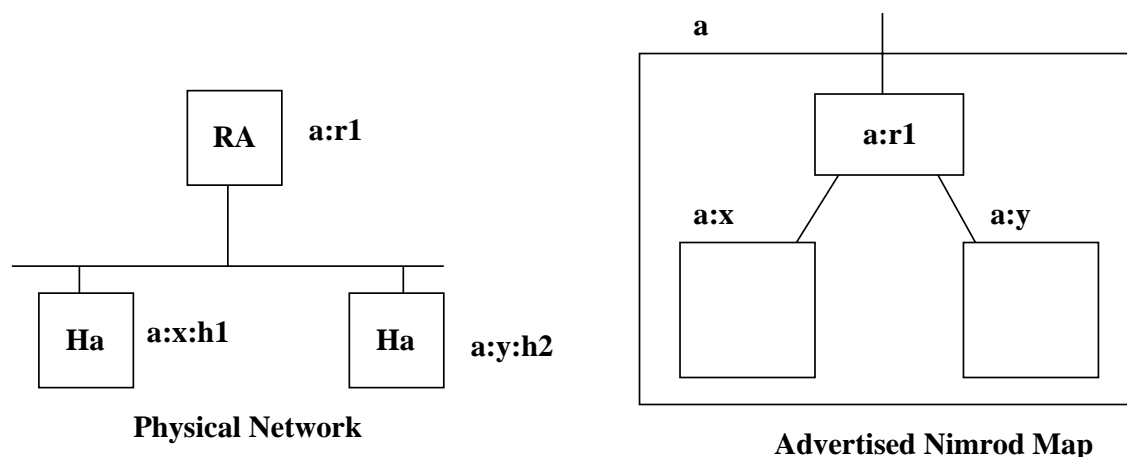 RA
a:r1
Ha
a:x:h1
Ha
a:y:h2
Physical Network
a
a:r1
a:x
a:y
Advertised Nimrod Map